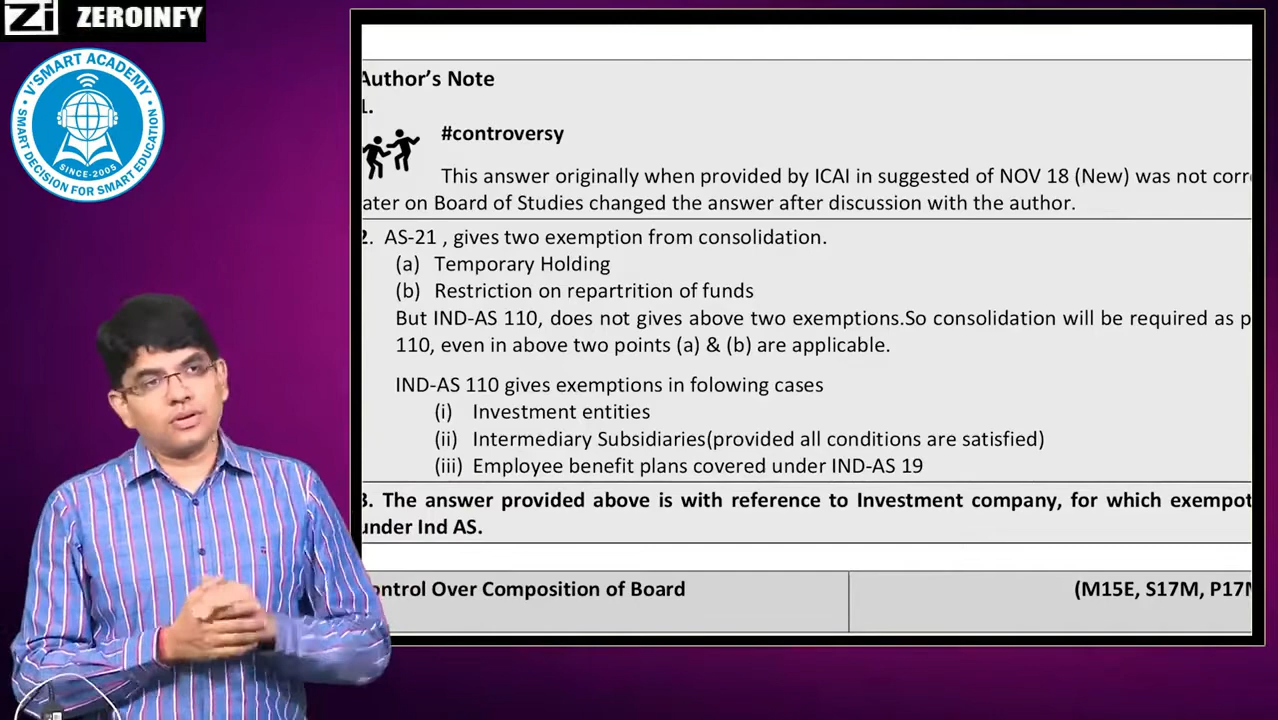 Zi ZEROINFY
V'SMART ACADEMY
SMART DECISION FOR SMART EDUCATION
SINCE-2005
Author's Note
1.
#controversy
This answer originally when provided by ICAI in suggested of NOV 18 (New) was not
later on Board of Studies changed the answer after discussion with the author.
2. AS-21 , gives two exemption from consolidation.
(a) Temporary Holding
(b) Restriction on repartrition of funds
But IND-AS 110, does not gives above two exemptions.So consolidation will be required as
110, even in above two points (a) & (b) are applicable.
IND-AS 110 gives exemptions in folowing cases
(i) Investment entities
(ii) Intermediary Subsidiaries(provided all conditions are satisfied)
(iii) Employee benefit plans covered under IND-AS 19
3. The answer provided above is with reference to Investment company, for which
under Ind AS.
ontrol Over Composition of Board (M15E, S17M,